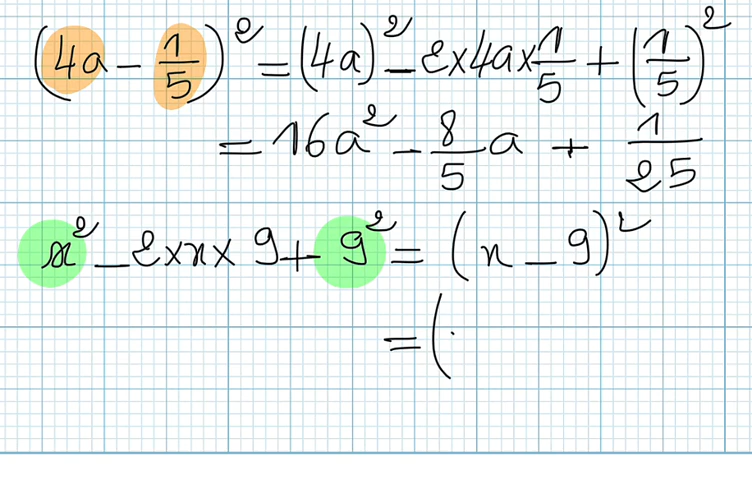 (4a - 1/5)² = (4a)² - 2×4a×1/5 + (1/5)²
= 16a² - 8/5 a + 1/25
x² - 2×x×9 + 9² = (x - 9)²
= (.